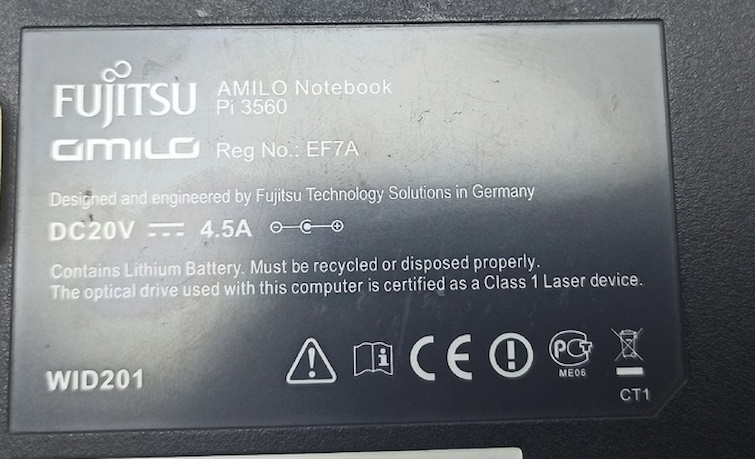 FUJITSU AMILO Notebook
Pi 3560
AMILO Reg No.: EF7A
Designed and engineered by Fujitsu Technology Solutions in Germany
DC20V 4.5A
Contains Lithium Battery. Must be recycled or disposed properly.
The optical drive used with this computer is certified as a Class 1 Laser device.
WID201
CE
PCT
ME06
CT1